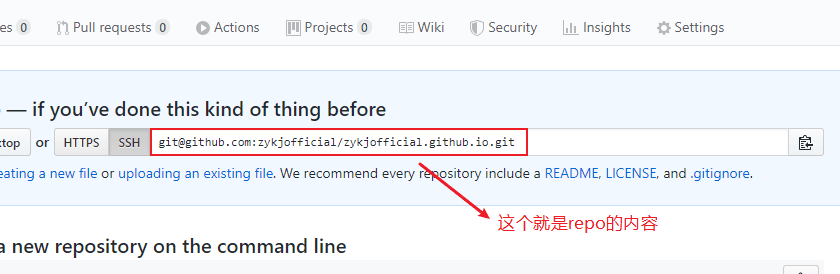 es 0 Pull requests 0 Actions Projects 0 Wiki Security Insights Settings
— if you’ve done this kind of thing before
ktop or HTTPS SSH git@github.com:zykjofficial/zykjofficial.github.io.git
eating a new file or uploading an existing file. We recommend every repository include a README, LICENSE, and .gitignore.
这个就是repo的内容
a new repository on the command line